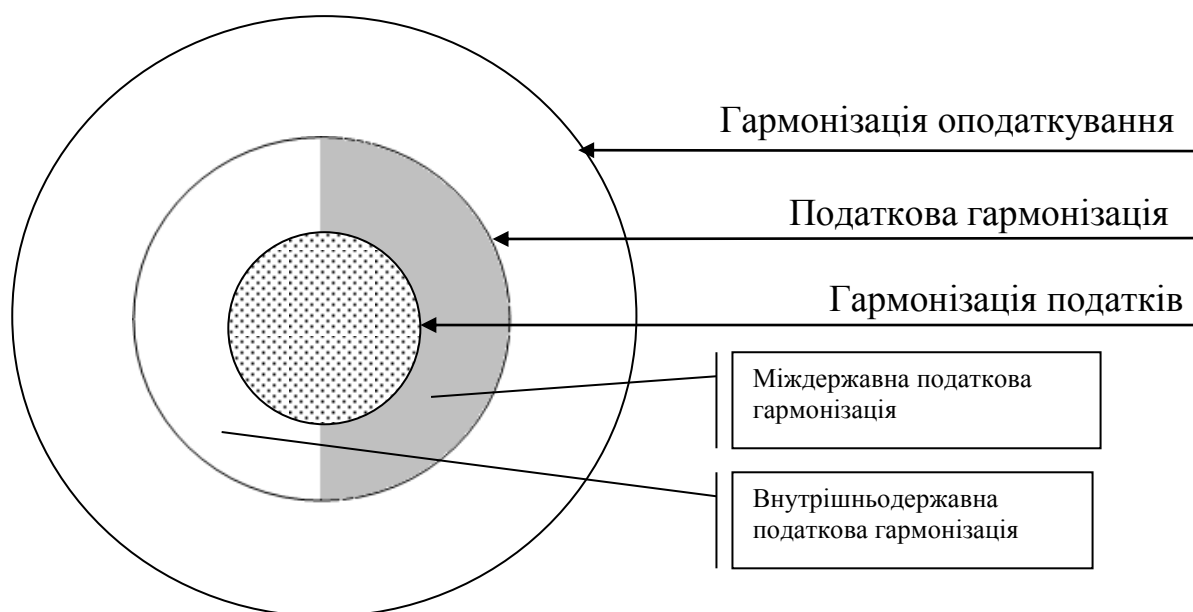 Гармонізація оподаткування
Податкова гармонізація
Гармонізація податків
Міждержавна податкова
гармонізація
Внутрішньодержавна
податкова гармонізація